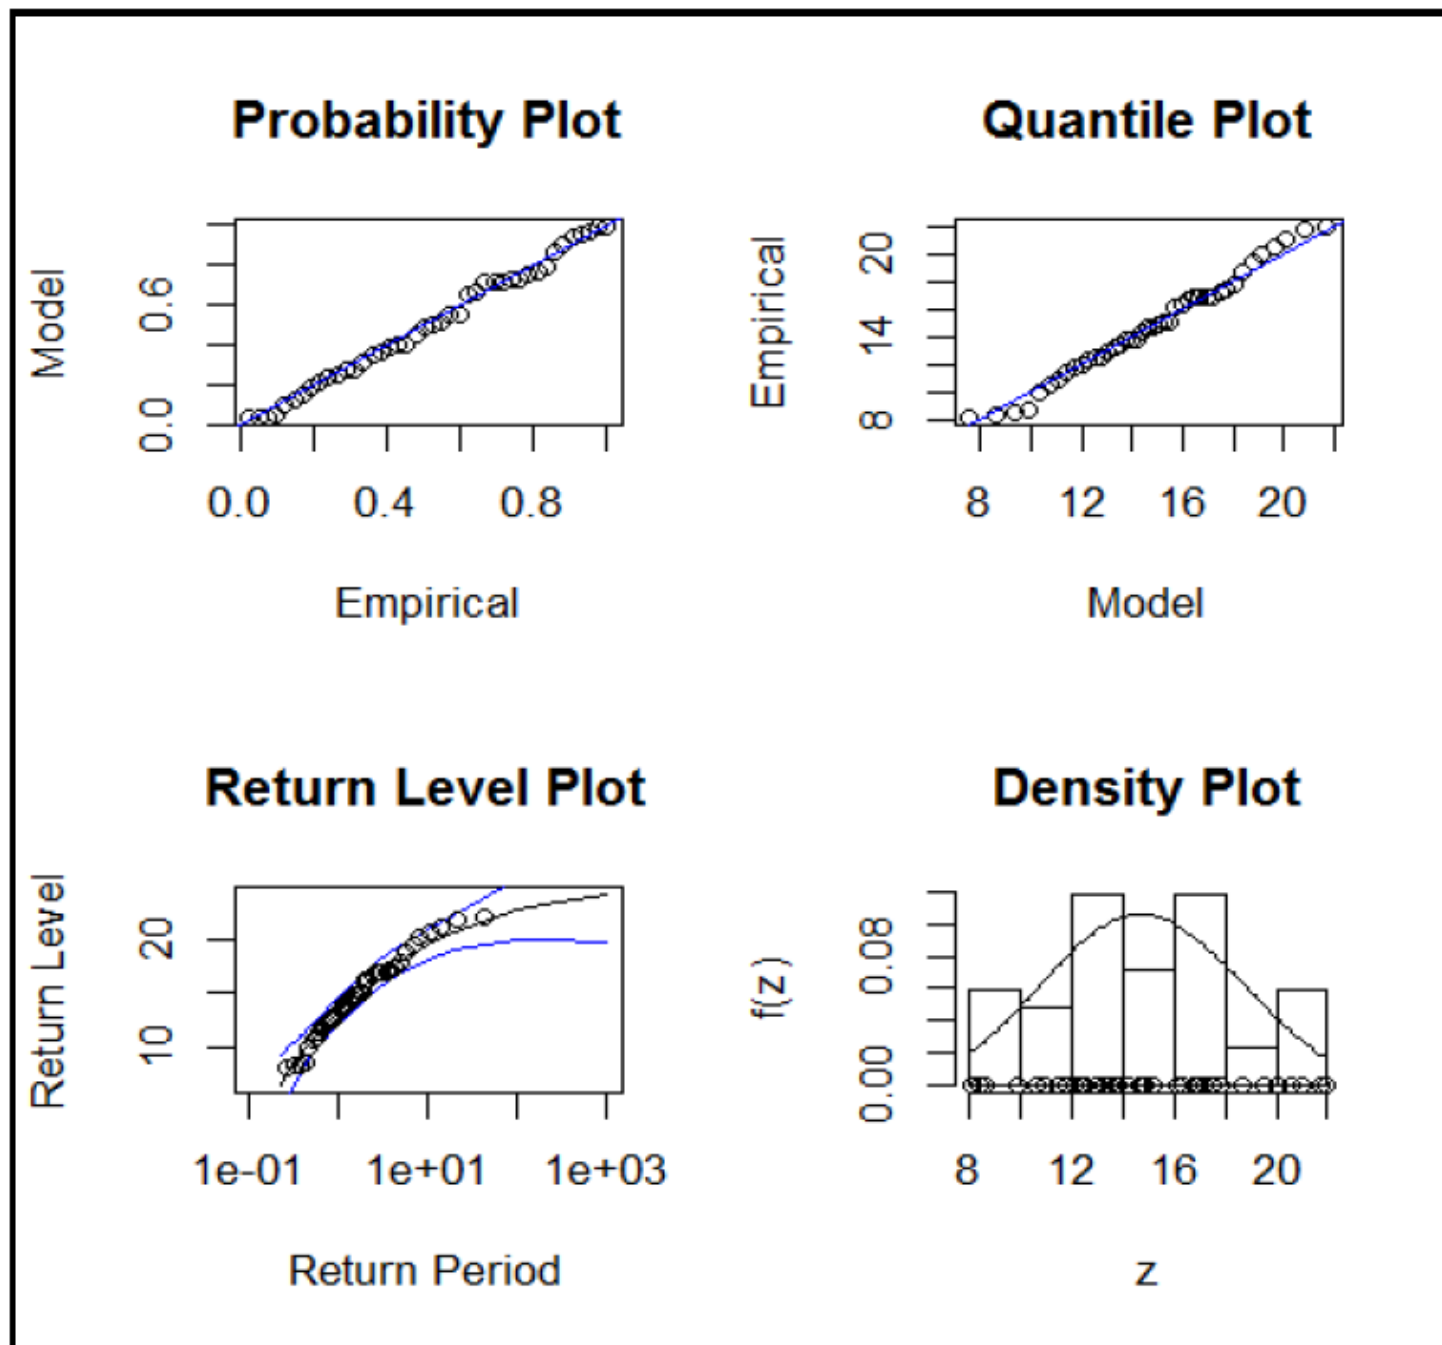 Probability Plot
Model
0.0 0.6
0.0 0.4 0.8
Empirical
Quantile Plot
Empirical
8 14 20
8 12 16 20
Model
Return Level Plot
Return Level
10 20
1e-01 1e+01 1e+03
Return Period
Density Plot
f(z)
0.00 0.08
8 12 16 20
z